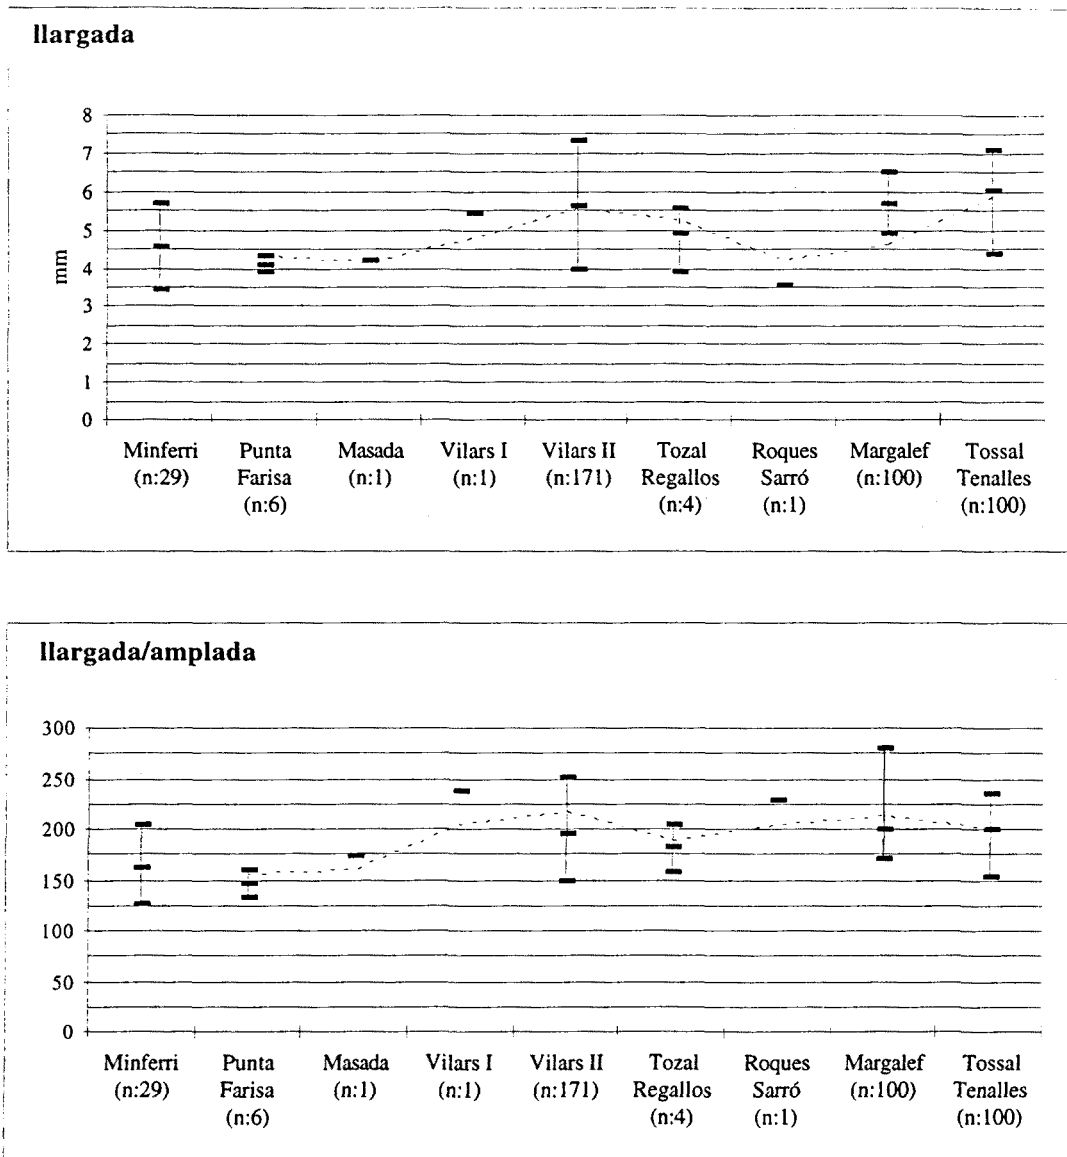 llargada
8
7
6
5
4
3
2
1
0
mm
Minferri Punta Masada Vilars I Vilars II Tozal Roques Margalef Tossal
(n:29) Farisa (n:1) (n:1) (n:171) Regallos Sarró (n:100) Tenalles
(n:6) (n:4) (n:1) (n:100)
llargada/amplada
300
250
200
150
100
50
0
Minferri Punta Masada Vilars I Vilars II Tozal Roques Margalef Tossal
(n:29) Farisa (n:1) (n:1) (n:171) Regallos Sarró (n:100) Tenalles
(n:6) (n:4) (n:1) (n:100)